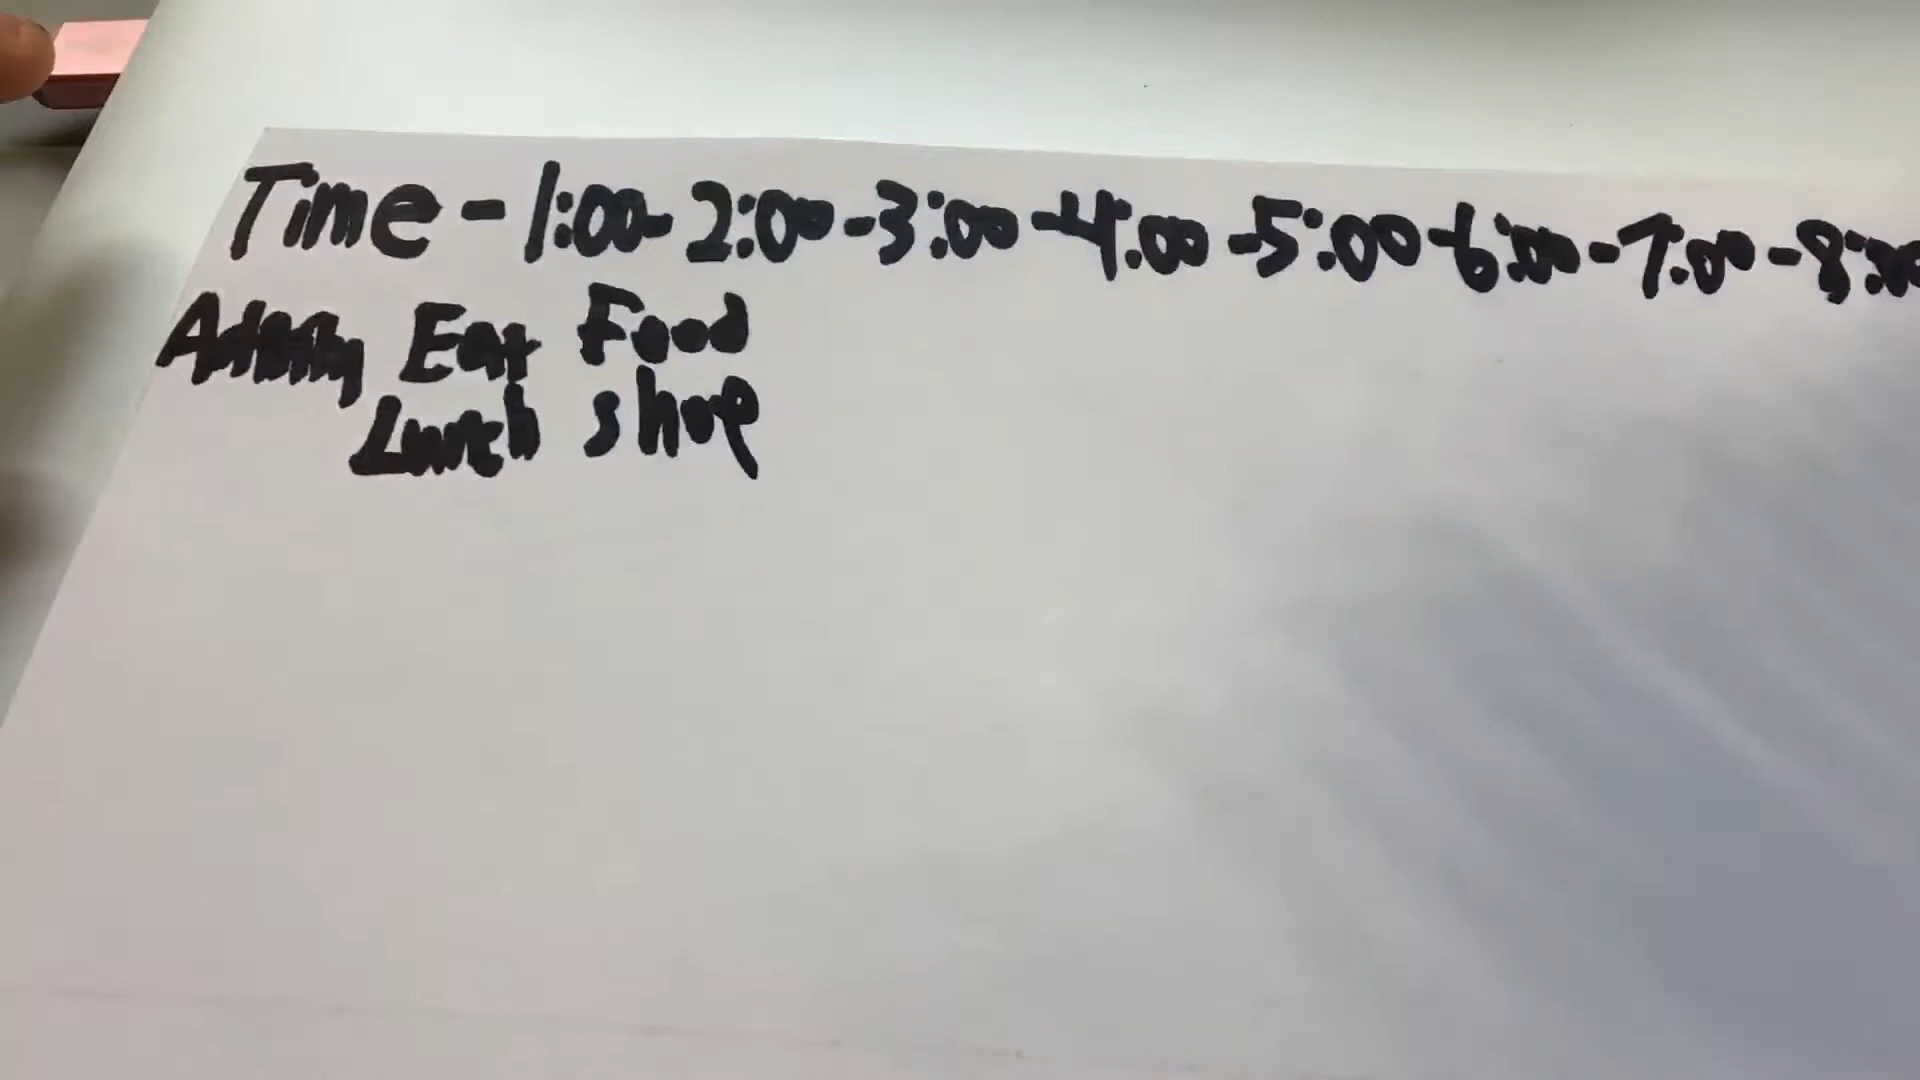 Time - 1:00 - 2:00 - 3:00 - 4:00 - 5:00 - 6:00 - 7:00 - 8:00
Activity Eat Food
Lunch shop